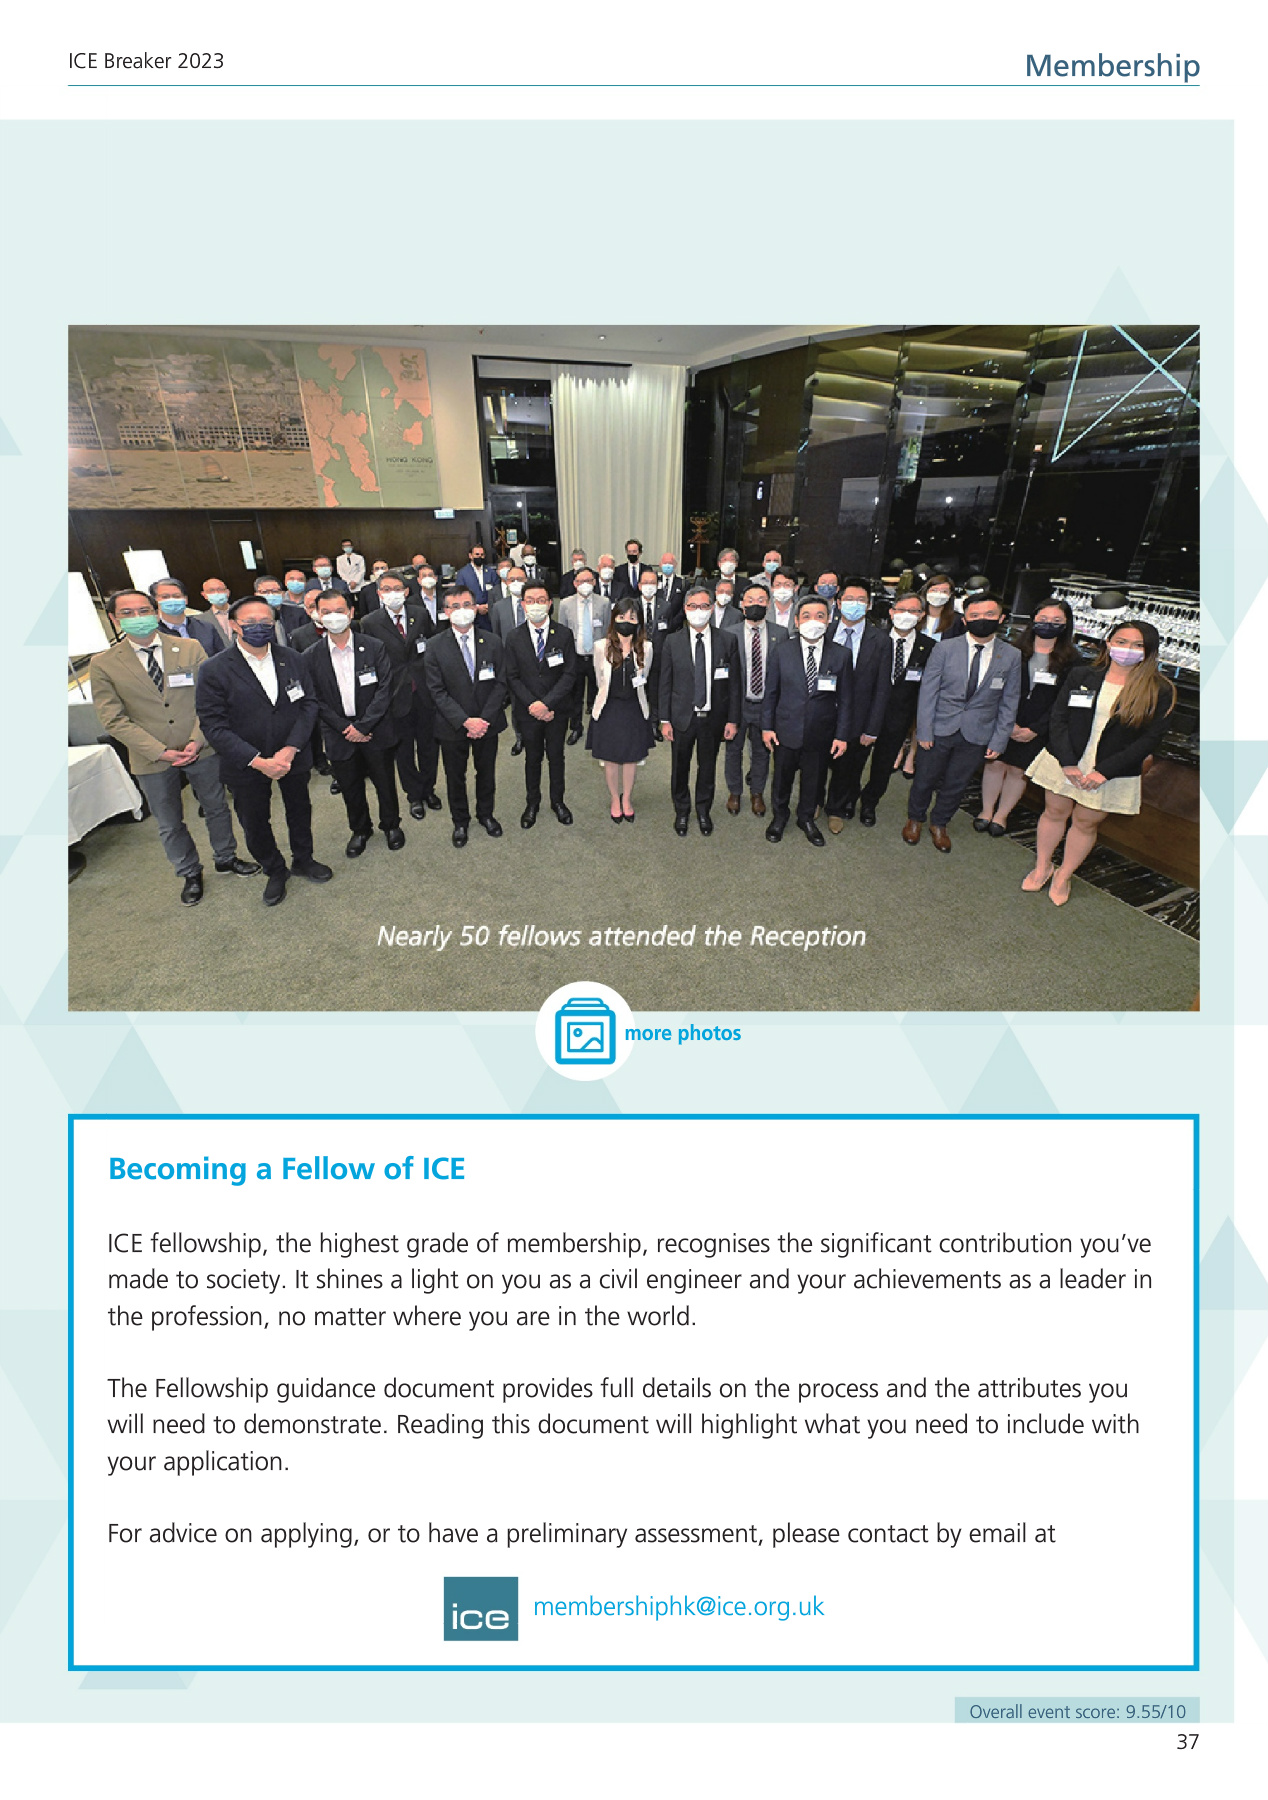 ICE Breaker 2023
Membership
HONG KONG
Nearly 50 fellows attended the Reception
more photos
Becoming a Fellow of ICE
ICE fellowship, the highest grade of membership, recognises the significant contribution you’ve
made to society. It shines a light on you as a civil engineer and your achievements as a leader in
the profession, no matter where you are in the world.
The Fellowship guidance document provides full details on the process and the attributes you
will need to demonstrate. Reading this document will highlight what you need to include with
your application.
For advice on applying, or to have a preliminary assessment, please contact by email at
ice
membershiphk@ice.org.uk
Overall event score: 9.55/10
37